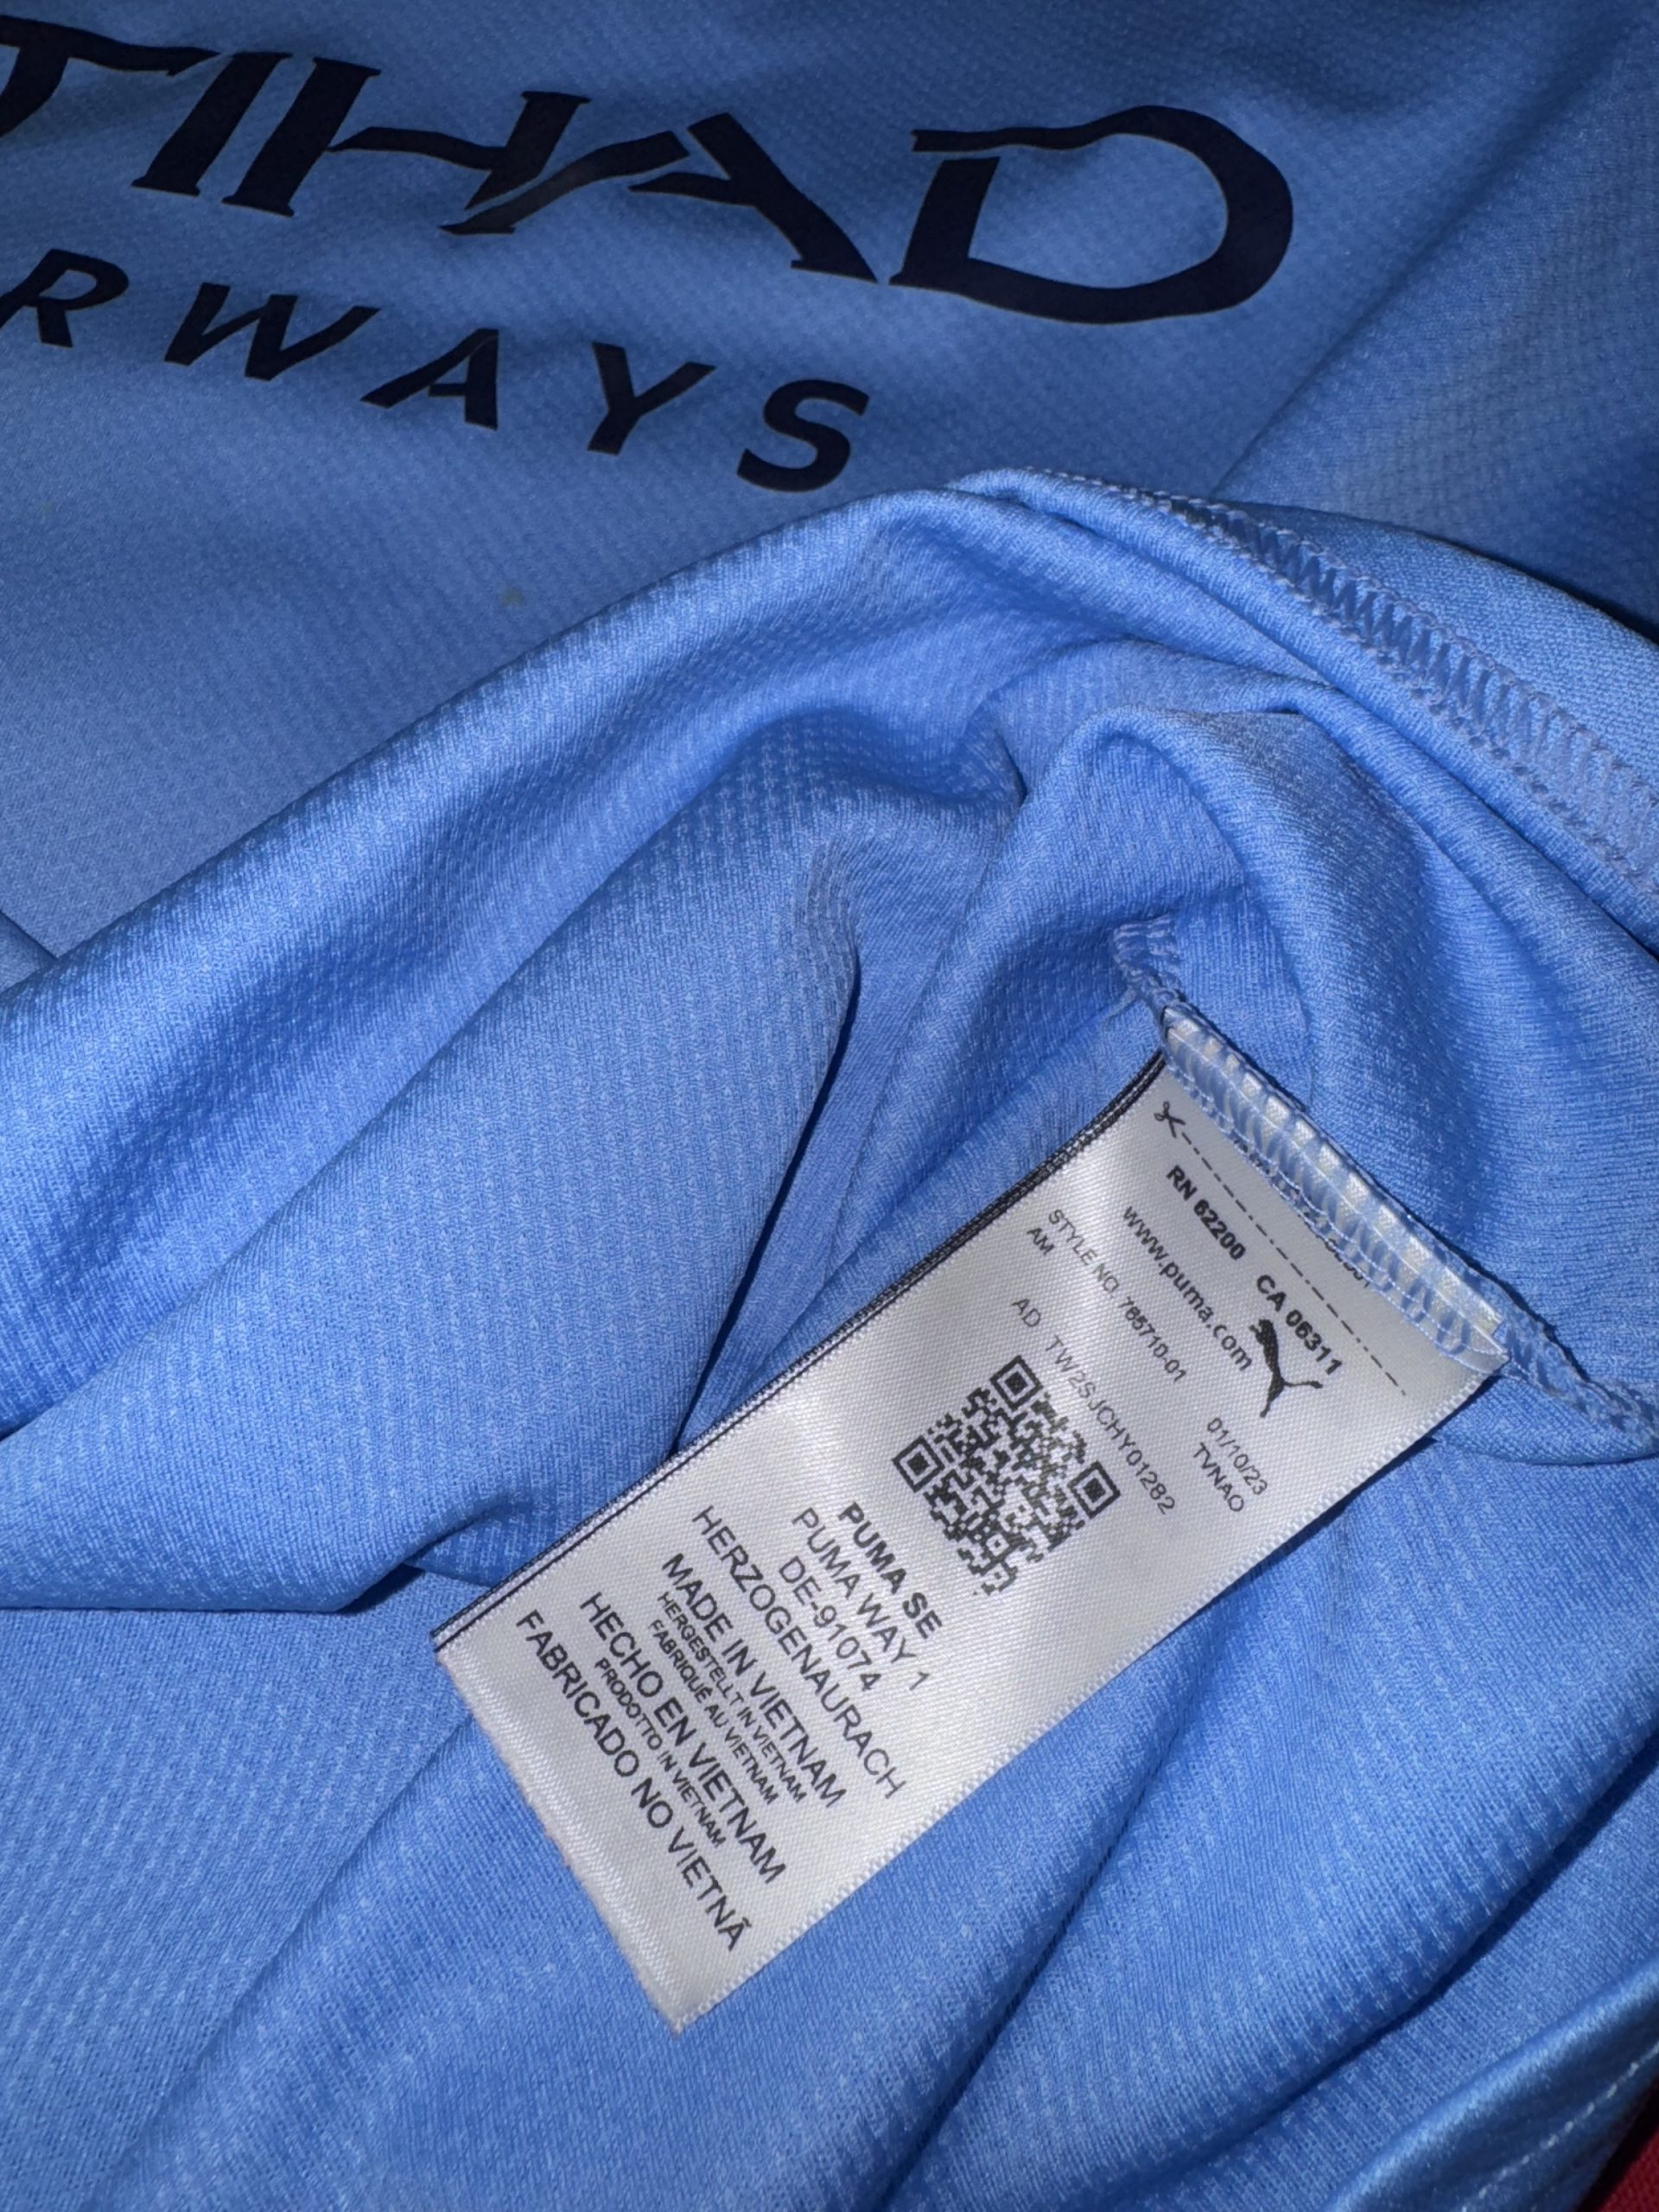 TIHAD
RWAYS
RN 62200 CA 06311
www.puma.com
STYLE NO. 765710-01
AM
01/10/23
TVNAO
AD TW2SJCHY01282
PUMA SE
PUMA WAY 1
DE-91074
HERZOGENAURACH
MADE IN VIETNAM
HERGESTELLT IN VIETNAM
FABRIQUÉ AU VIETNAM
HECHO EN VIETNAM
PRODOTTO IN VIETNAM
FABRICADO NO VIETNÃ